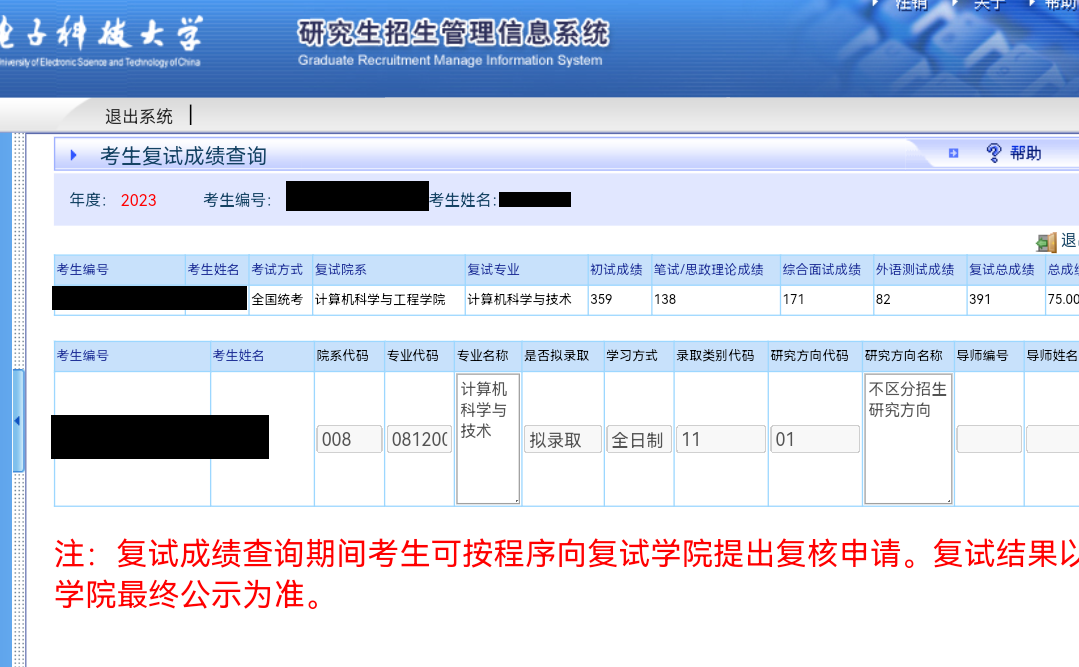 电子科技大学
University of Electronic Science and Technology of China
研究生招生管理信息系统
Graduate Recruitment Manage Information System
注销 关于 帮助
退出系统
考生复试成绩查询
帮助
年度： 2023 考生编号： 考生姓名：
退
考生编号 考生姓名 考试方式 复试院系 复试专业 初试成绩 笔试/思政理论成绩 综合面试成绩 外语测试成绩 复试总成绩 总成绩
全国统考 计算机科学与工程学院 计算机科学与技术 359 138 171 82 391 75.00
考生编号 考生姓名 院系代码 专业代码 专业名称 是否拟录取 学习方式 录取类别代码 研究方向代码 研究方向名称 导师编号 导师姓名
计算机
科学与
技术
不区分招生
研究方向
008 081200 拟录取 全日制 11 01
注：复试成绩查询期间考生可按程序向复试学院提出复核申请。复试结果以
学院最终公示为准。